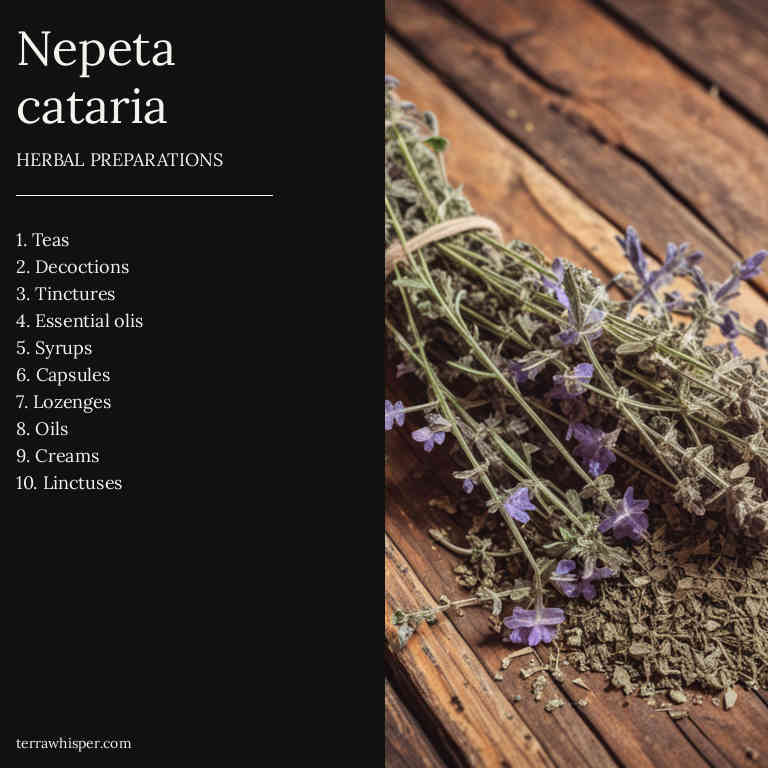 Nepeta
cataria
HERBAL PREPARATIONS
1. Teas
2. Decoctions
3. Tinctures
4. Essential olis
5. Syrups
6. Capsules
7. Lozenges
8. Oils
9. Creams
10. Linctuses
terrawhisper.com